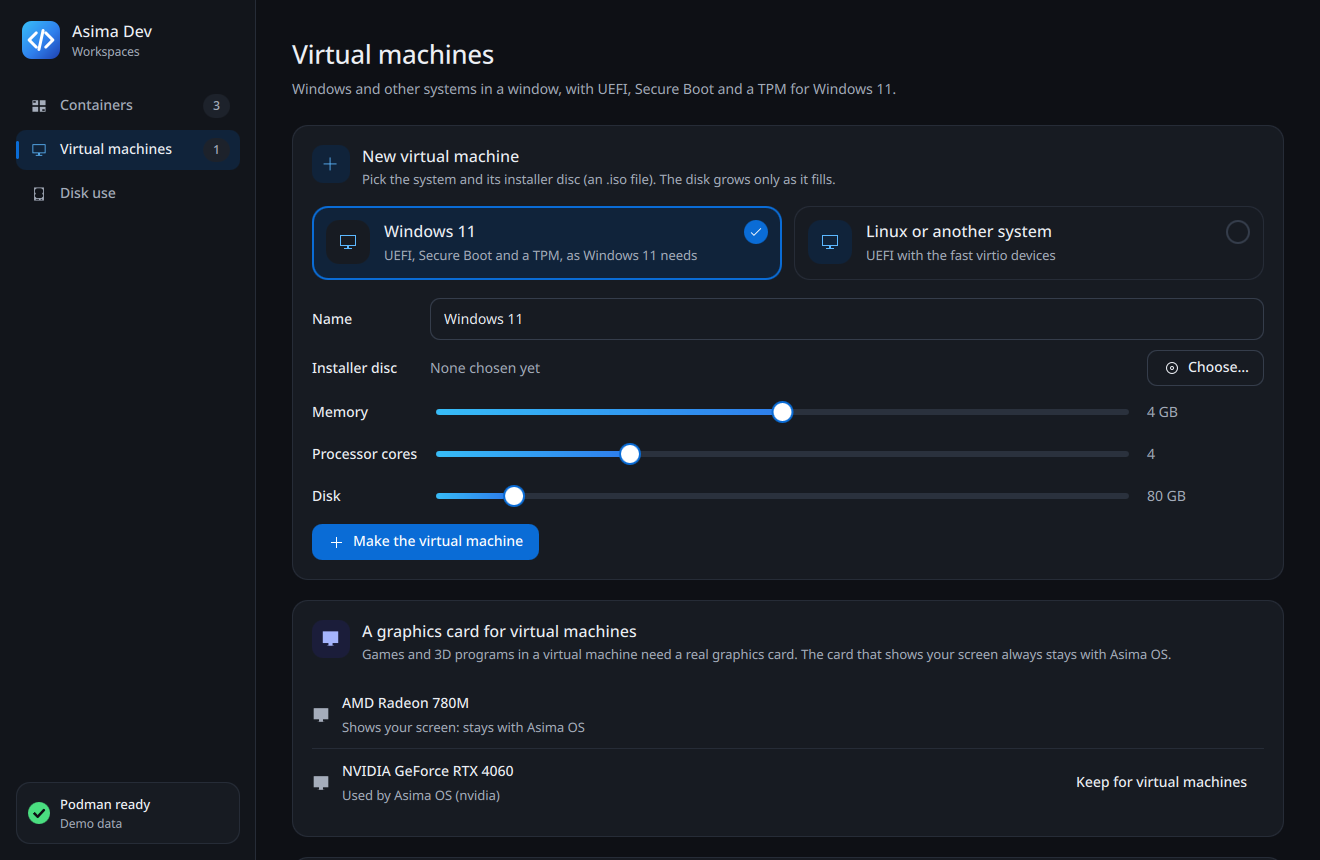 Asima Dev
Workspaces
Containers 3
Virtual machines 1
Disk use
Podman ready
Demo data
Virtual machines
Windows and other systems in a window, with UEFI, Secure Boot and a TPM for Windows 11.
New virtual machine
Pick the system and its installer disc (an .iso file). The disk grows only as it fills.
Windows 11
UEFI, Secure Boot and a TPM, as Windows 11 needs
Linux or another system
UEFI with the fast virtio devices
Name Windows 11
Installer disc None chosen yet Choose...
Memory 4 GB
Processor cores 4
Disk 80 GB
Make the virtual machine
A graphics card for virtual machines
Games and 3D programs in a virtual machine need a real graphics card. The card that shows your screen always stays with Asima OS.
AMD Radeon 780M
Shows your screen: stays with Asima OS
NVIDIA GeForce RTX 4060
Used by Asima OS (nvidia)
Keep for virtual machines